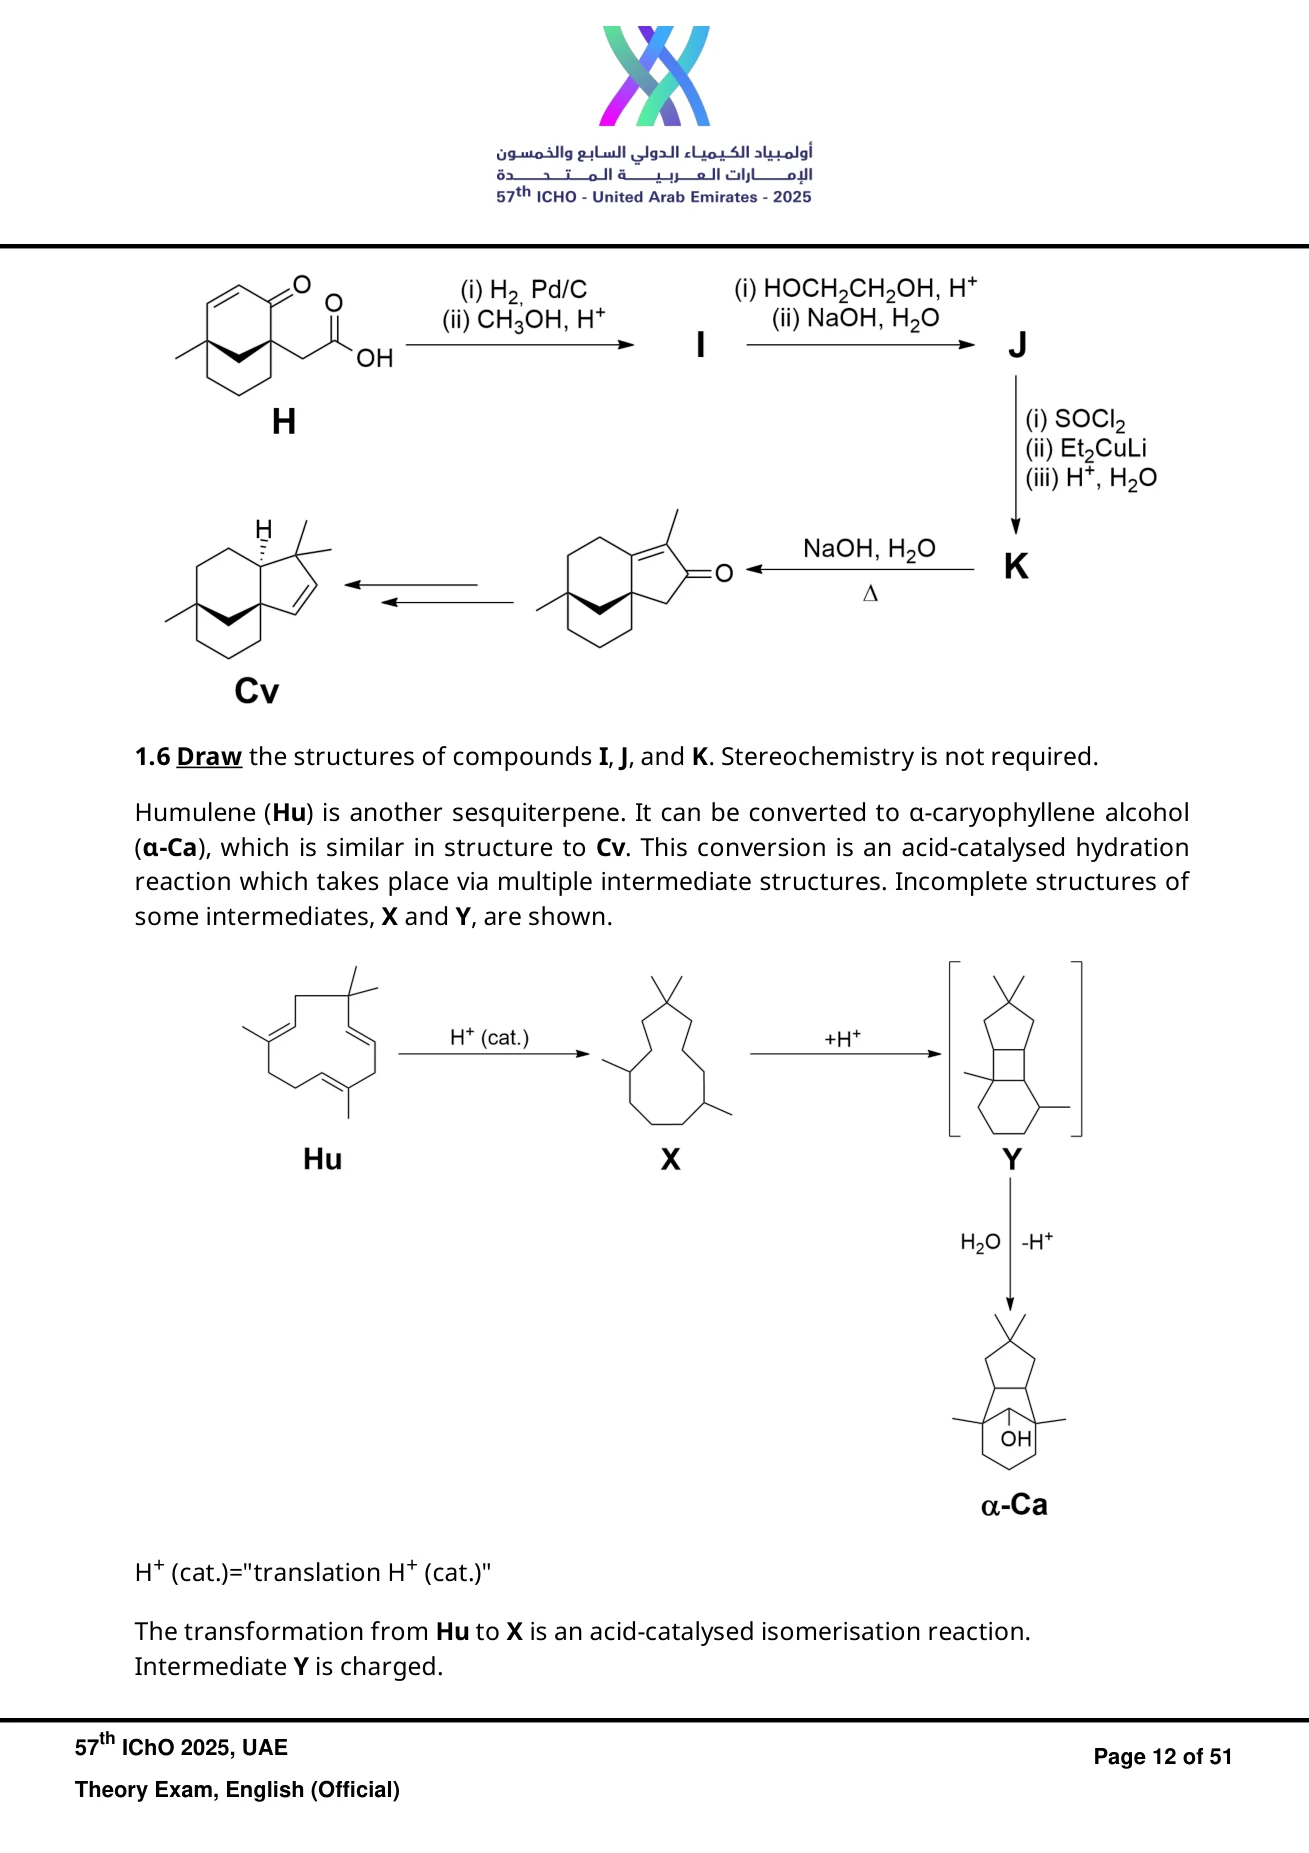 أولمبياد الكيمياء الدولي السابع والخمسون
الإمارات العربية المتحدة
57th ICHO - United Arab Emirates - 2025
O
O
OH
H
(i) H2, Pd/C
(ii) CH3OH, H+
I
(i) HOCH2CH2OH, H+
(ii) NaOH, H2O
J
(i) SOCl2
(ii) Et2CuLi
(iii) H+, H2O
K
NaOH, H2O
Δ
O
H
Cv
1.6 Draw the structures of compounds I, J, and K. Stereochemistry is not required.
Humulene (Hu) is another sesquiterpene. It can be converted to α-caryophyllene alcohol
(α-Ca), which is similar in structure to Cv. This conversion is an acid-catalysed hydration
reaction which takes place via multiple intermediate structures. Incomplete structures of
some intermediates, X and Y, are shown.
H+ (cat.)
+H+
Hu
X
Y
H2O
-H+
OH
α-Ca
H+ (cat.)="translation H+ (cat.)"
The transformation from Hu to X is an acid-catalysed isomerisation reaction.
Intermediate Y is charged.
57th IChO 2025, UAE
Page 12 of 51
Theory Exam, English (Official)